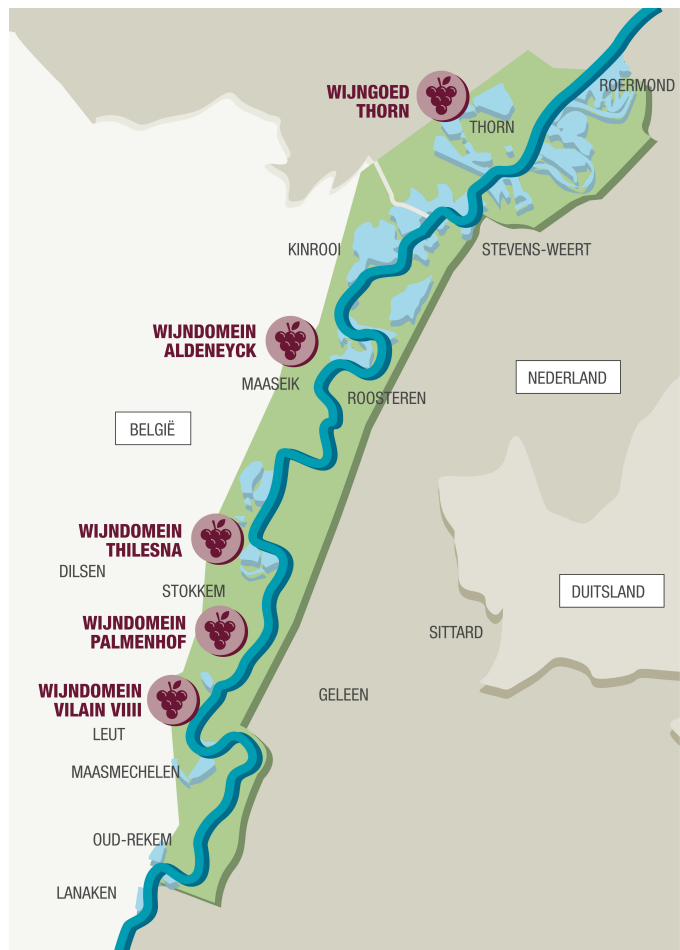 ROERMOND
WIJNGOED
THORN
THORN
KINROOI
STEVENS-WEERT
WIJNDOMEIN
ALDENEYCK
MAASEIK
NEDERLAND
ROOSTEREN
BELGIË
WIJNDOMEIN
THILESNA
DILSEN
STOKKEM
DUITSLAND
WIJNDOMEIN
PALMENHOF
SITTARD
WIJNDOMEIN
VILAIN VIIII
GELEEN
LEUT
MAASMECHELEN
OUD-REKEM
LANAKEN